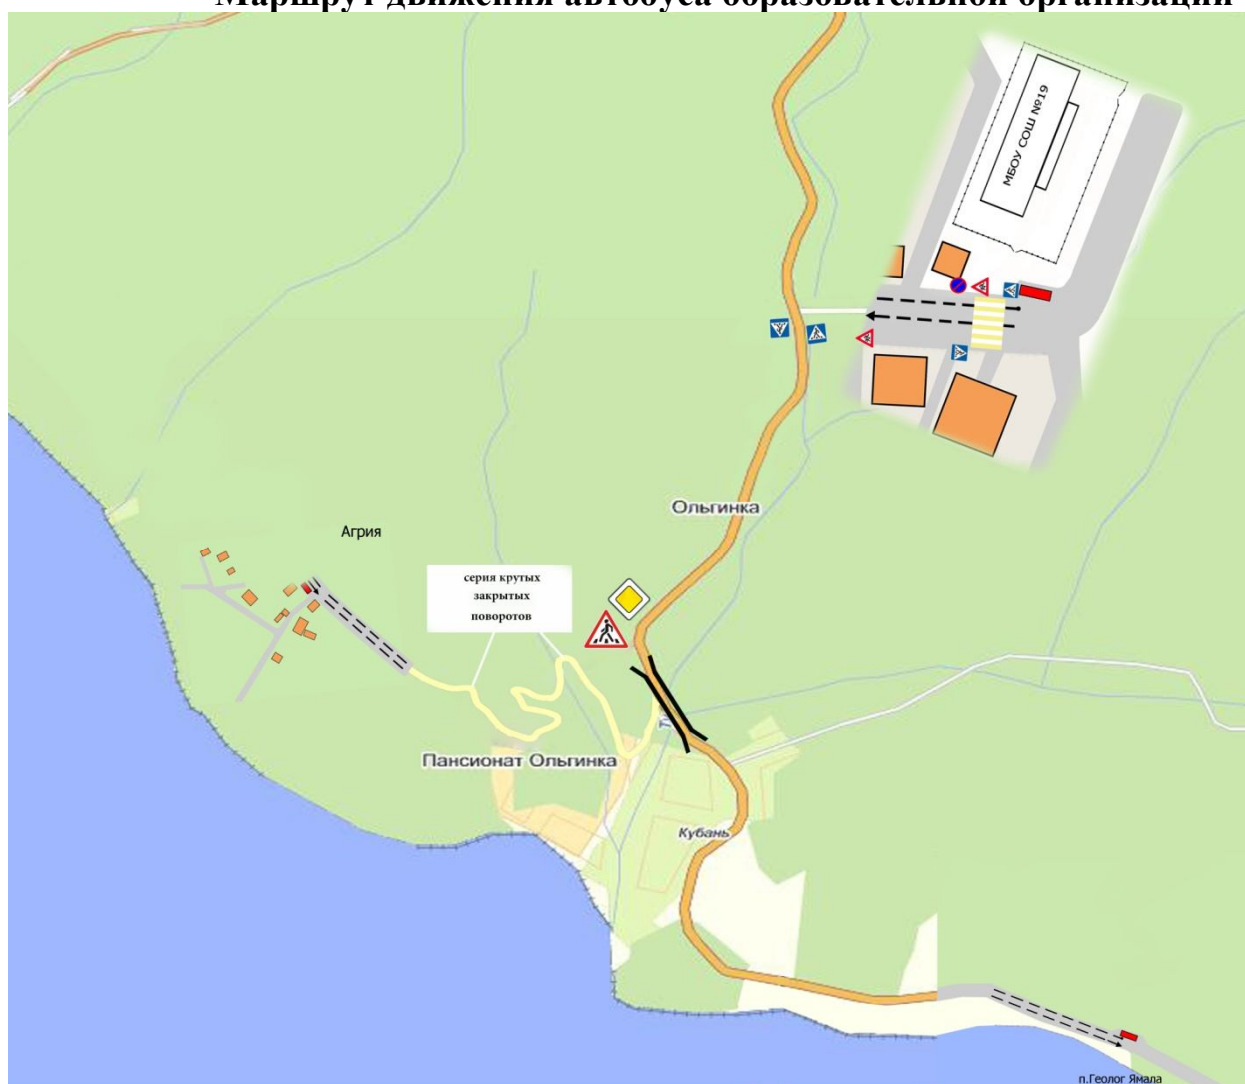 Маршрут движения автобуса образовательной организации
МБОУ СОШ №19
Ольгинка
Агрия
серия крутых
закрытых
поворотов
Пансионат Ольгинка
Кубань
п.Геолог Ямала